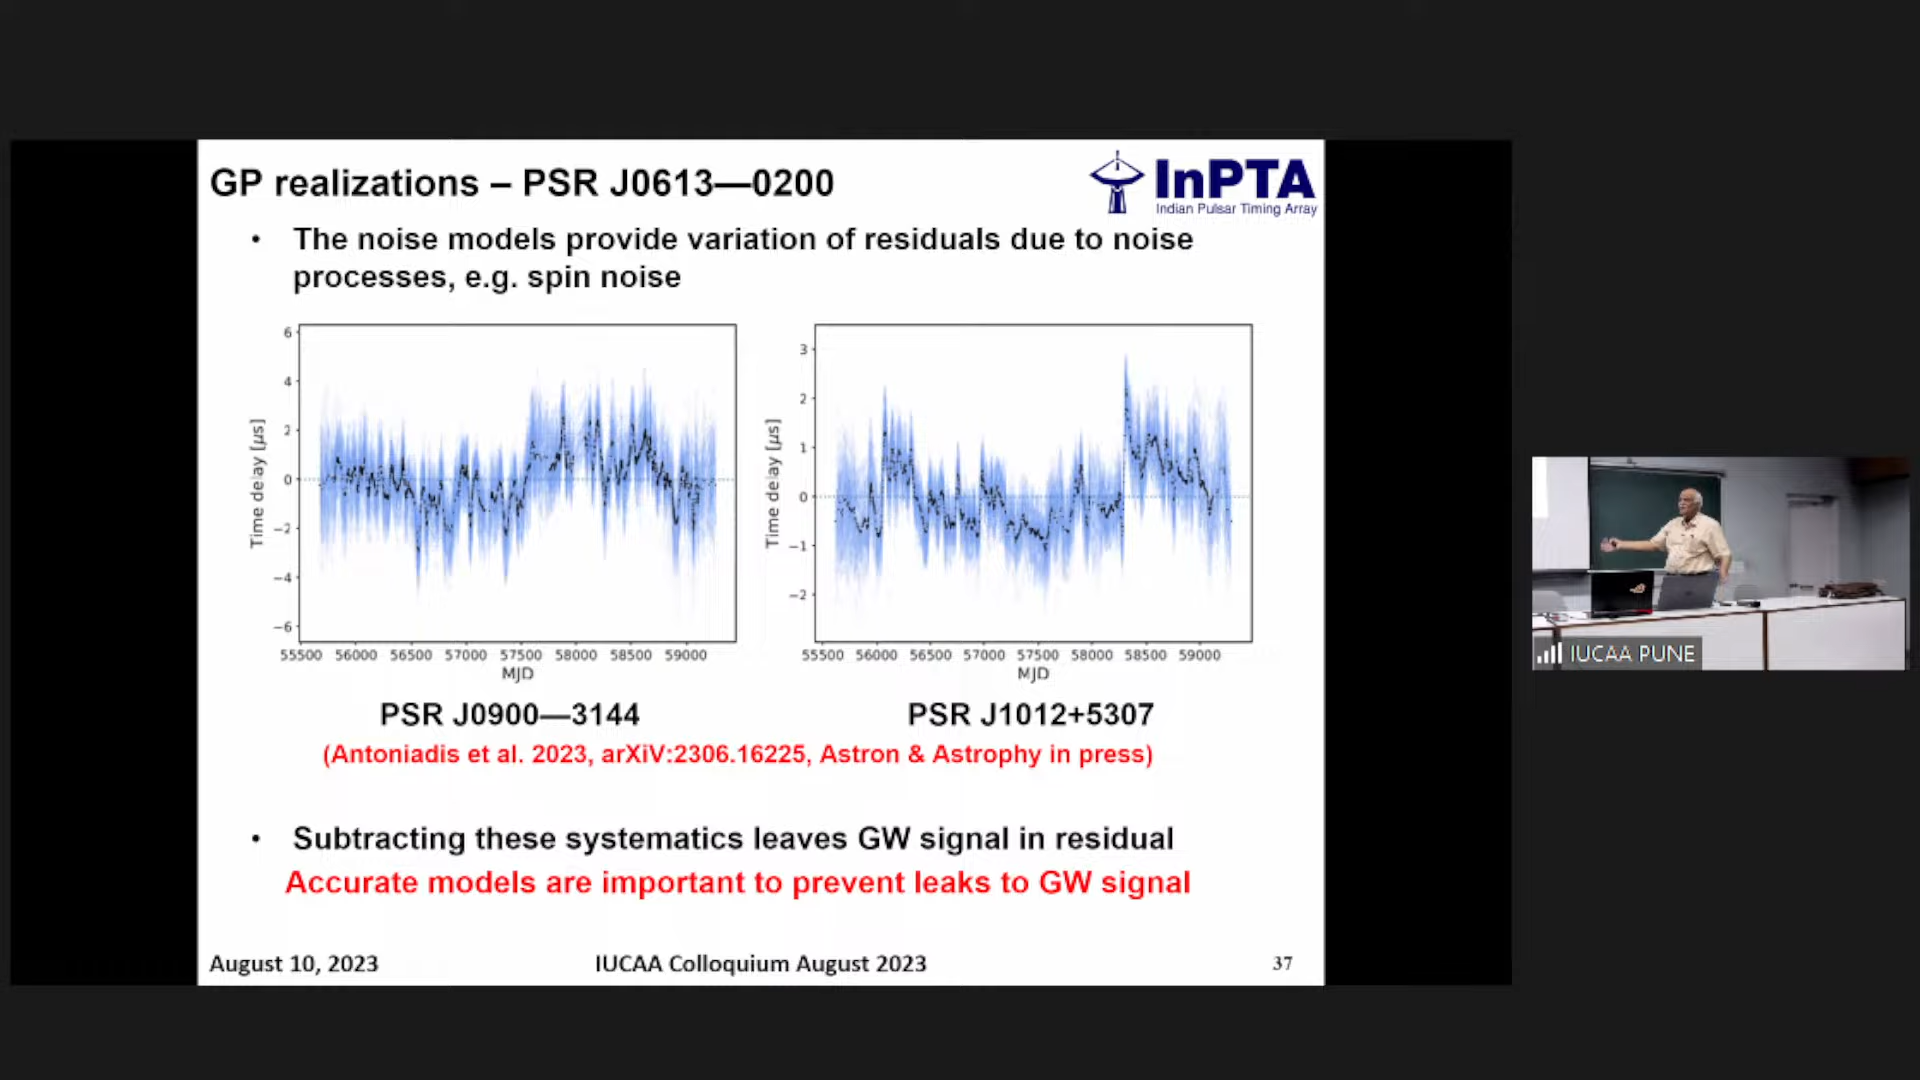 GP realizations – PSR J0613—0200
InPTA
Indian Pulsar Timing Array
• The noise models provide variation of residuals due to noise
processes, e.g. spin noise
6
4
2
0
−2
−4
−6
Time delay [μs]
55500 56000 56500 57000 57500 58000 58500 59000
MJD
3
2
1
0
−1
−2
Time delay [μs]
55500 56000 56500 57000 57500 58000 58500 59000
MJD
PSR J0900—3144
PSR J1012+5307
(Antoniadis et al. 2023, arXiV:2306.16225, Astron & Astrophy in press)
• Subtracting these systematics leaves GW signal in residual
Accurate models are important to prevent leaks to GW signal
August 10, 2023
IUCAA Colloquium August 2023
37
IUCAA PUNE